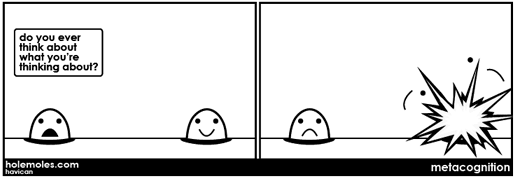 do you ever
think about
what you're
thinking about?
holemoles.com
havican
metacognition